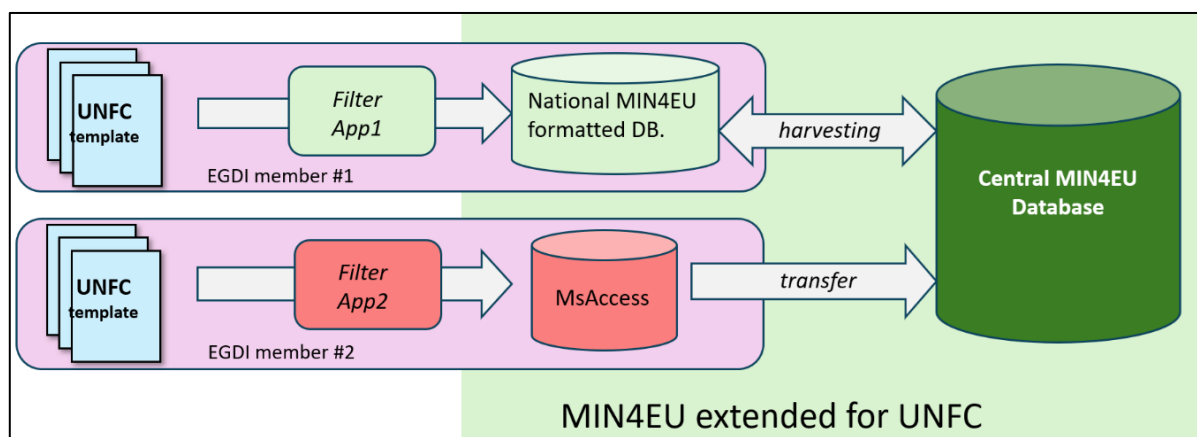 UNFC
template
Filter
App1
National MIN4EU
formatted DB.
harvesting
EGDI member #1
Central MIN4EU
Database
UNFC
template
Filter
App2
MsAccess
transfer
EGDI member #2
MIN4EU extended for UNFC